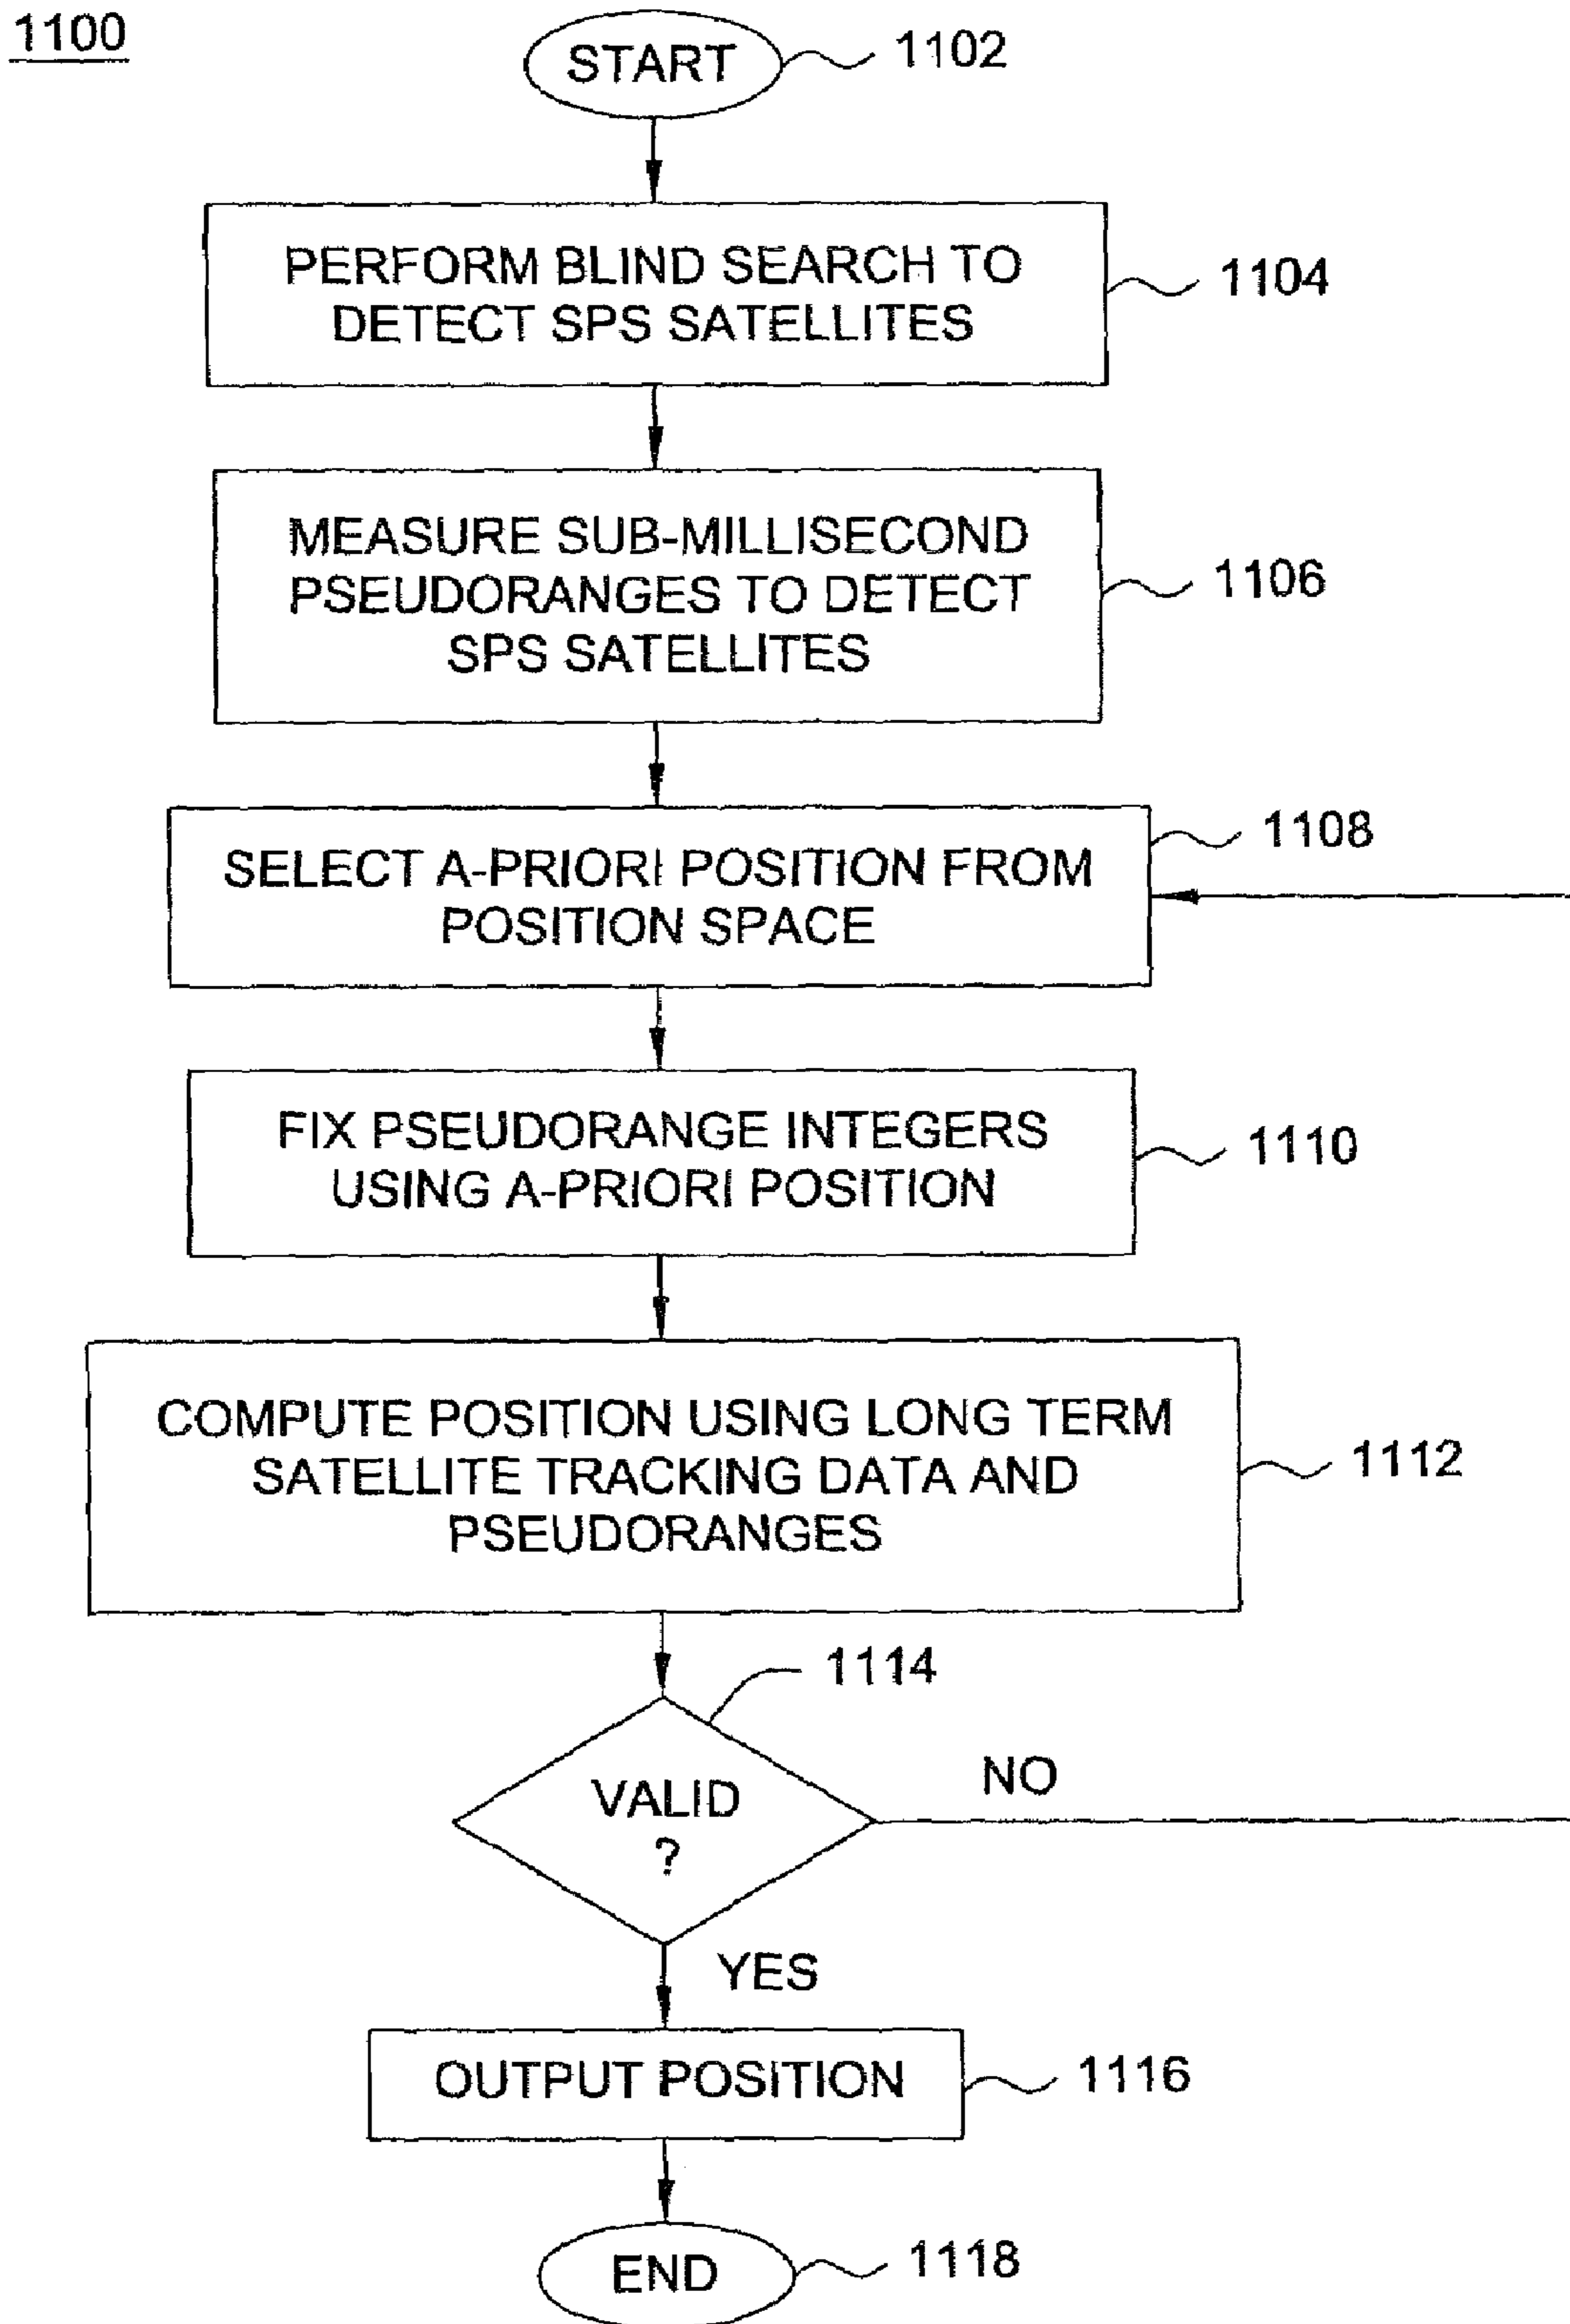 1100
START
1102
PERFORM BLIND SEARCH TO
DETECT SPS SATELLITES
1104
MEASURE SUB-MILLISECOND
PSEUDORANGES TO DETECT
SPS SATELLITES
1106
SELECT A-PRIORI POSITION FROM
POSITION SPACE
1108
FIX PSEUDORANGE INTEGERS
USING A-PRIORI POSITION
1110
COMPUTE POSITION USING LONG TERM
SATELLITE TRACKING DATA AND
PSEUDORANGES
1112
1114
VALID
?
NO
YES
OUTPUT POSITION
1116
END
1118